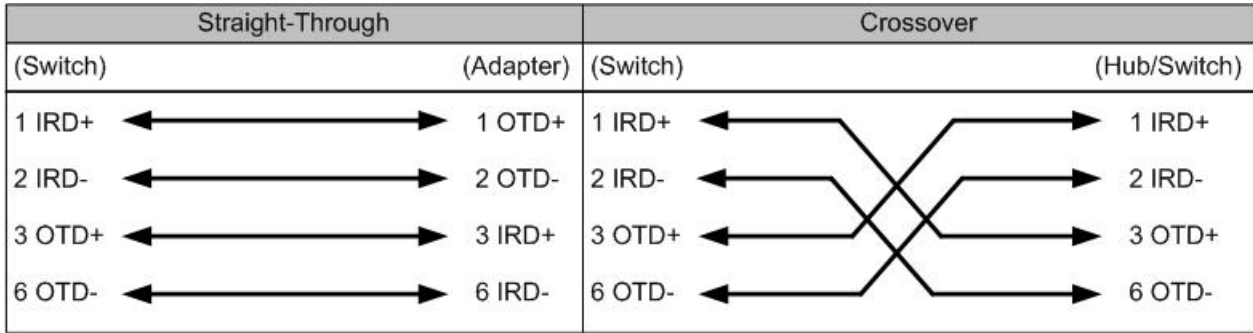 Straight-Through Crossover
(Switch) (Adapter) (Switch) (Hub/Switch)
1 IRD+ 1 OTD+ 1 IRD+ 1 IRD+
2 IRD- 2 OTD- 2 IRD- 2 IRD-
3 OTD+ 3 IRD+ 3 OTD+ 3 OTD+
6 OTD- 6 IRD- 6 OTD- 6 OTD-